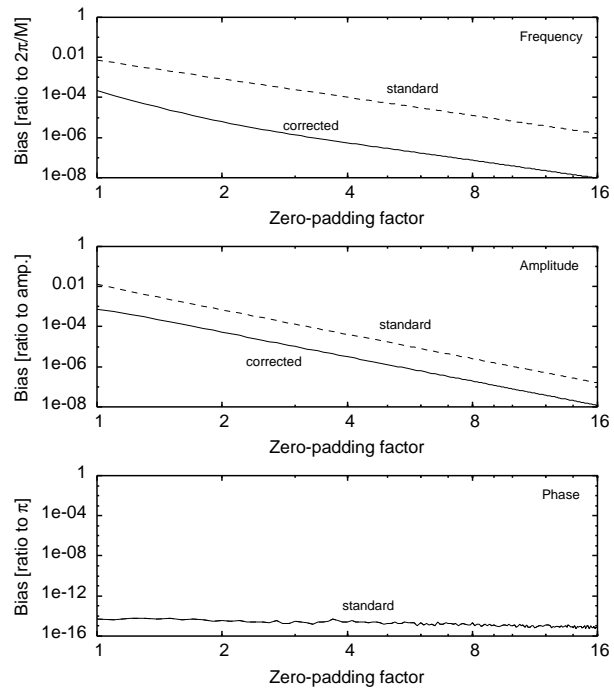 1
0.01
1e-04
1e-06
1e-08
Bias [ratio to 2π/M]
Frequency
standard
corrected
1 2 4 8 16
Zero-padding factor
1
0.01
1e-04
1e-06
1e-08
Bias [ratio to amp.]
Amplitude
standard
corrected
1 2 4 8 16
Zero-padding factor
1
1e-04
1e-08
1e-12
1e-16
Bias [ratio to π]
Phase
standard
1 2 4 8 16
Zero-padding factor